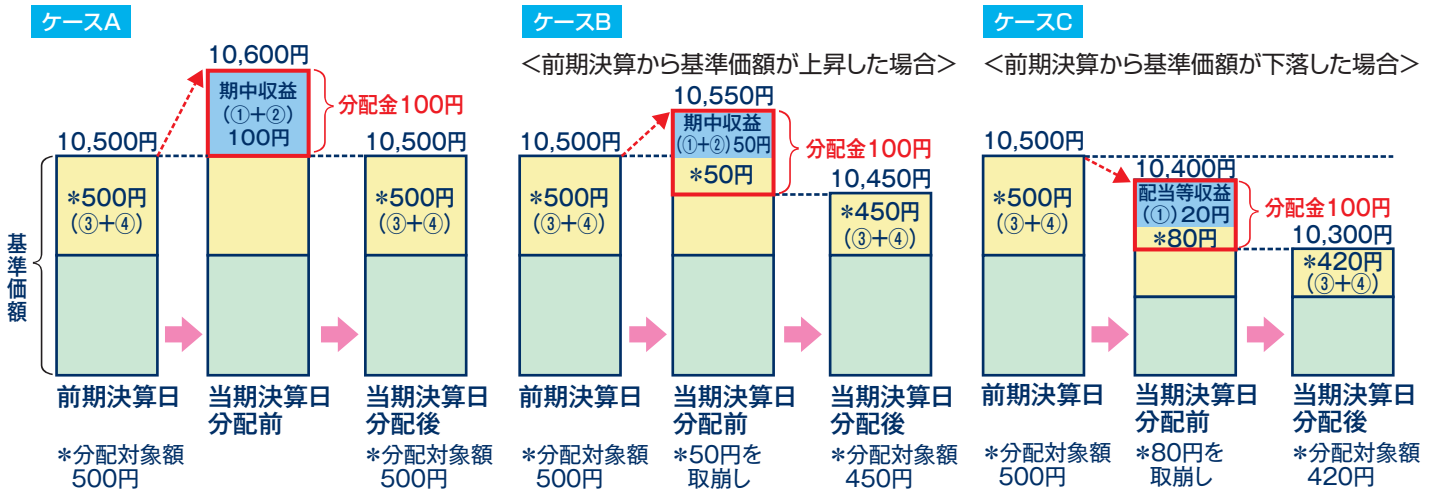 ケースA
10,600円
期中収益
(①+②)
100円
分配金100円
10,500円
10,500円
*500円
(③+④)
*500円
(③+④)
基準価額
前期決算日
当期決算日
分配前
当期決算日
分配後
*分配対象額
500円
*分配対象額
500円
ケースB
<前期決算から基準価額が上昇した場合>
10,550円
期中収益
(①+②)50円
*50円
分配金100円
10,500円
10,450円
*500円
(③+④)
*450円
(③+④)
前期決算日
当期決算日
分配前
当期決算日
分配後
*分配対象額
500円
*50円を
取崩し
*分配対象額
450円
ケースC
<前期決算から基準価額が下落した場合>
10,500円
10,400円
配当等収益
(①)20円
*80円
分配金100円
10,300円
*500円
(③+④)
*420円
(③+④)
前期決算日
当期決算日
分配前
当期決算日
分配後
*分配対象額
500円
*80円を
取崩し
*分配対象額
420円